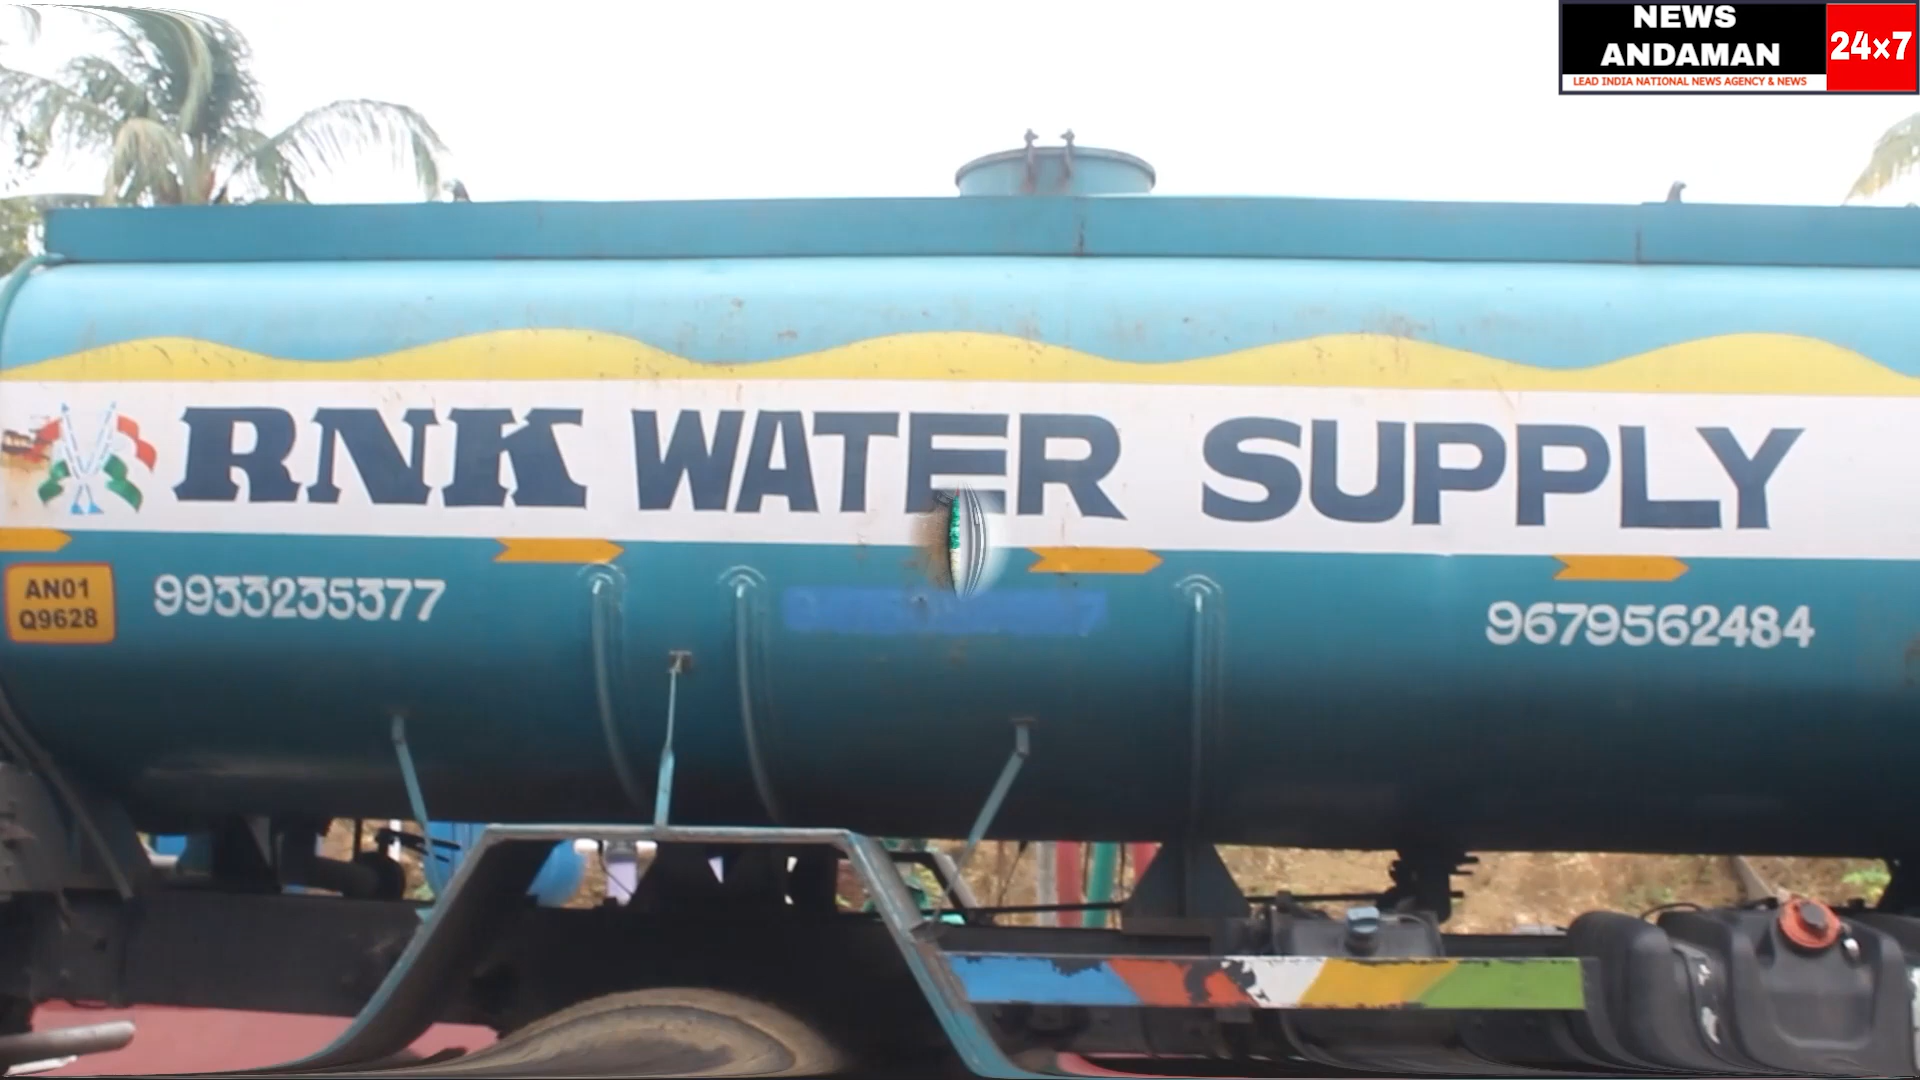 NEWS
ANDAMAN
24x7
LEAD INDIA NATIONAL NEWS AGENCY & NEWS
RNK WATER SUPPLY
AN01
Q9628
9933235377
9679562484